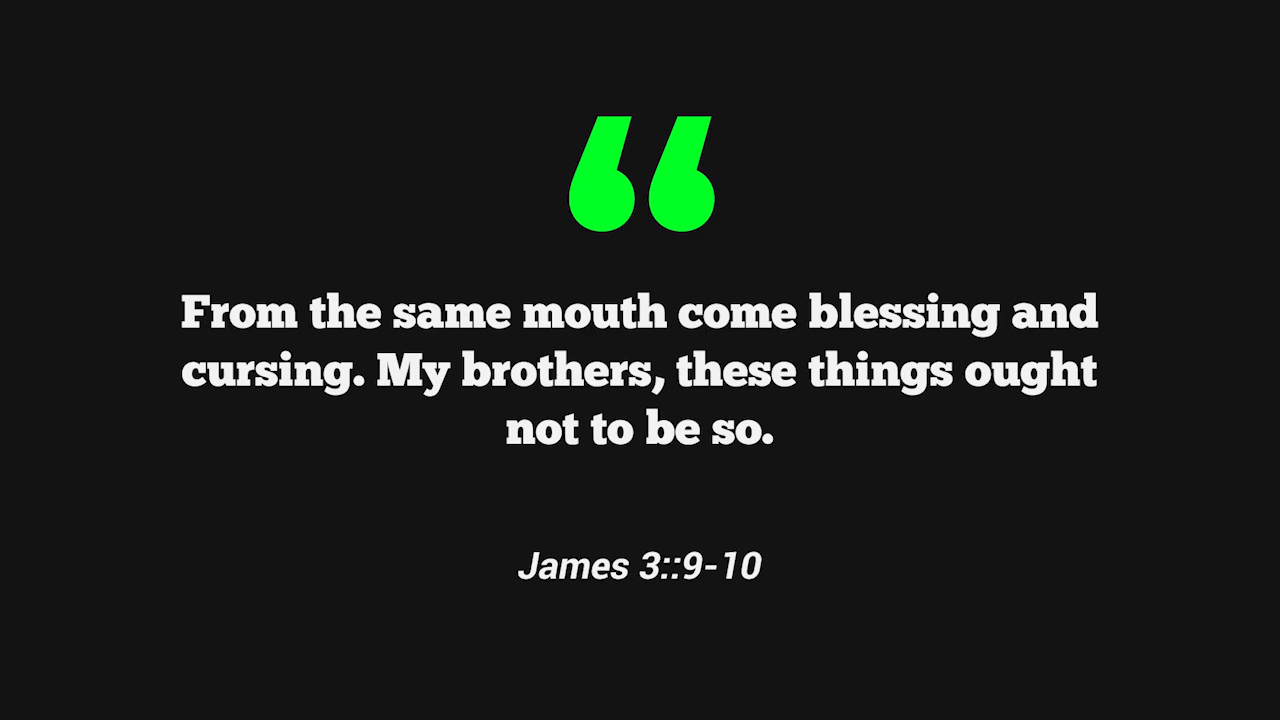 “
From the same mouth come blessing and
cursing. My brothers, these things ought
not to be so.
James 3::9-10